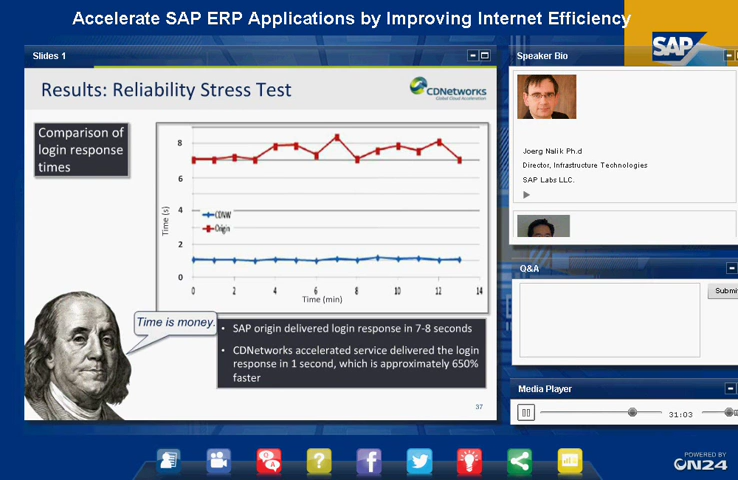 Accelerate SAP ERP Applications by Improving Internet Efficiency
SAP
Slides 1
Results: Reliability Stress Test
CDNetworks
Global Cloud Acceleration
Comparison of
login response
times
Time (s)
8
6
4
2
0
CDNW
Origin
0 2 4 6 8 10 12 14
Time (min)
Time is money.
• SAP origin delivered login response in 7-8 seconds
• CDNetworks accelerated service delivered the login
response in 1 second, which is approximately 650%
faster
37
Speaker Bio
Joerg Nalik Ph.d
Director, Infrastructure Technologies
SAP Labs LLC.
Q&A
Submi
Media Player
31:03
Q
A
?
f
POWERED BY
ON24